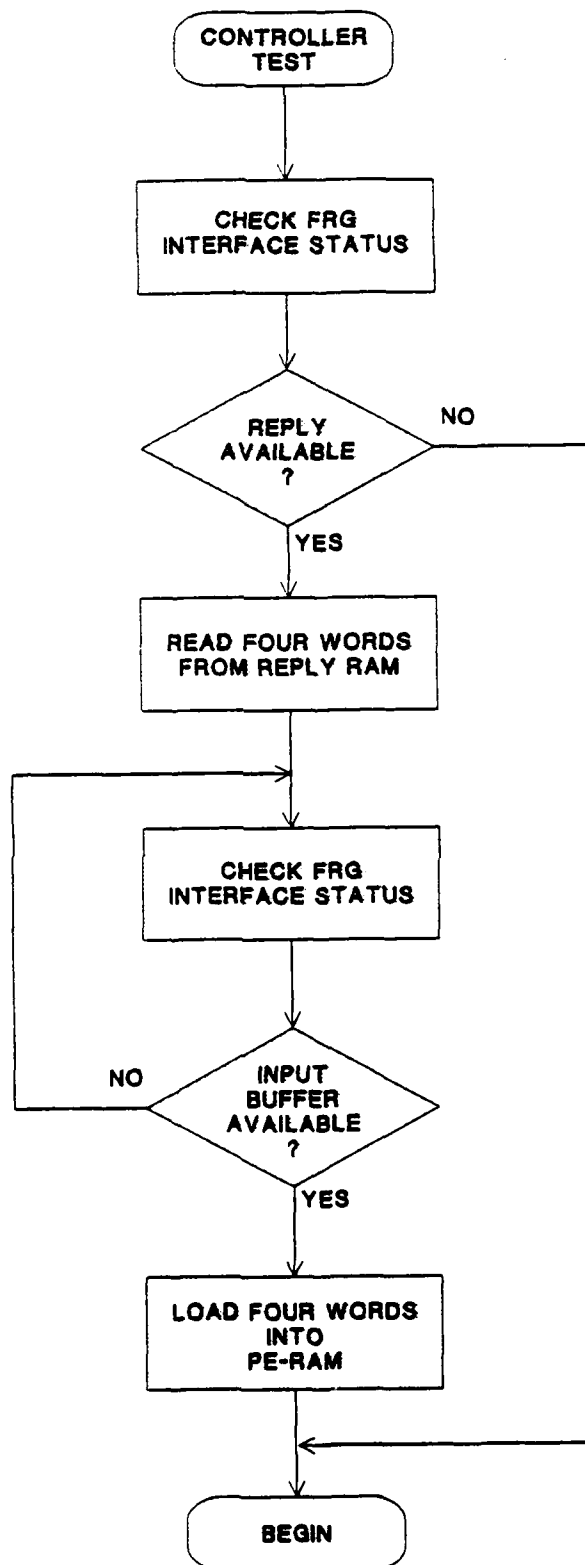 CONTROLLER
TEST
CHECK FRG
INTERFACE STATUS
REPLY
AVAILABLE
?
NO
YES
READ FOUR WORDS
FROM REPLY RAM
CHECK FRG
INTERFACE STATUS
NO
INPUT
BUFFER
AVAILABLE
?
YES
LOAD FOUR WORDS
INTO
PE-RAM
BEGIN